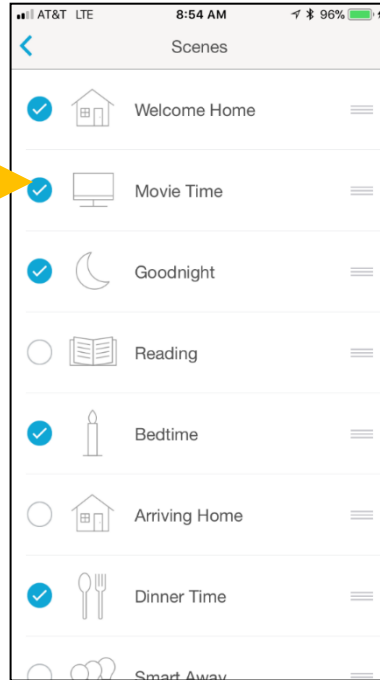 AT&T LTE 8:54 AM 96%
Scenes
Welcome Home
Movie Time
Goodnight
Reading
Bedtime
Arriving Home
Dinner Time
Smart Away